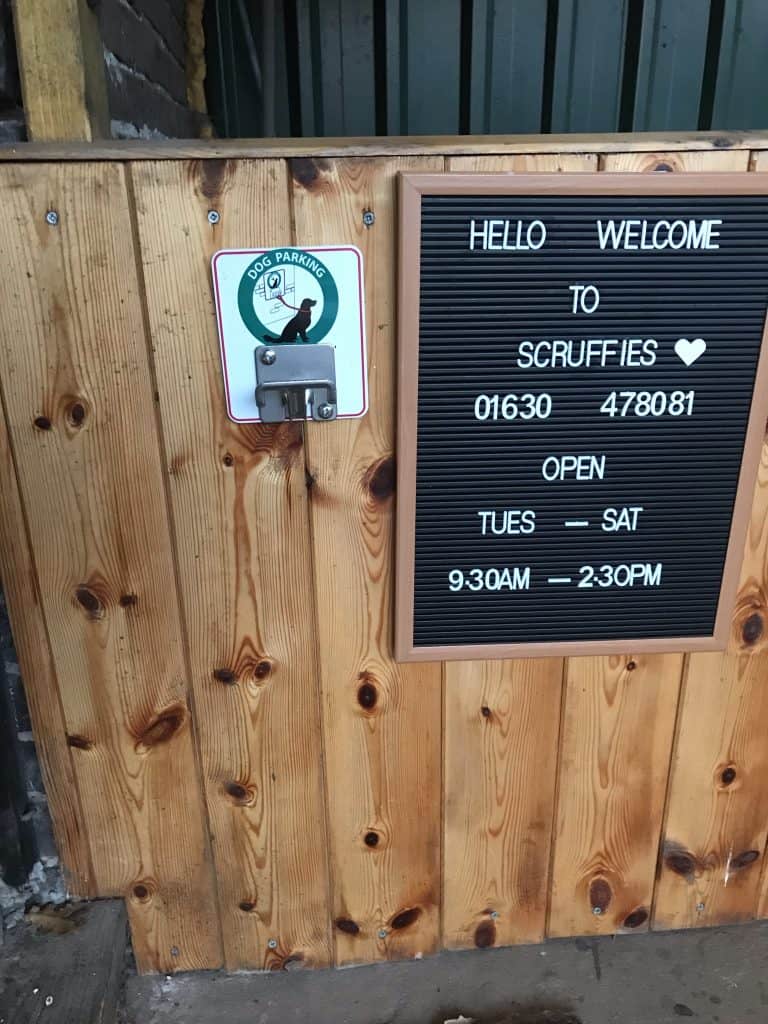 DOG PARKING
HELLO WELCOME
TO
SCRUFFIES
01630 478081
OPEN
TUES — SAT
9·30AM — 2·30PM